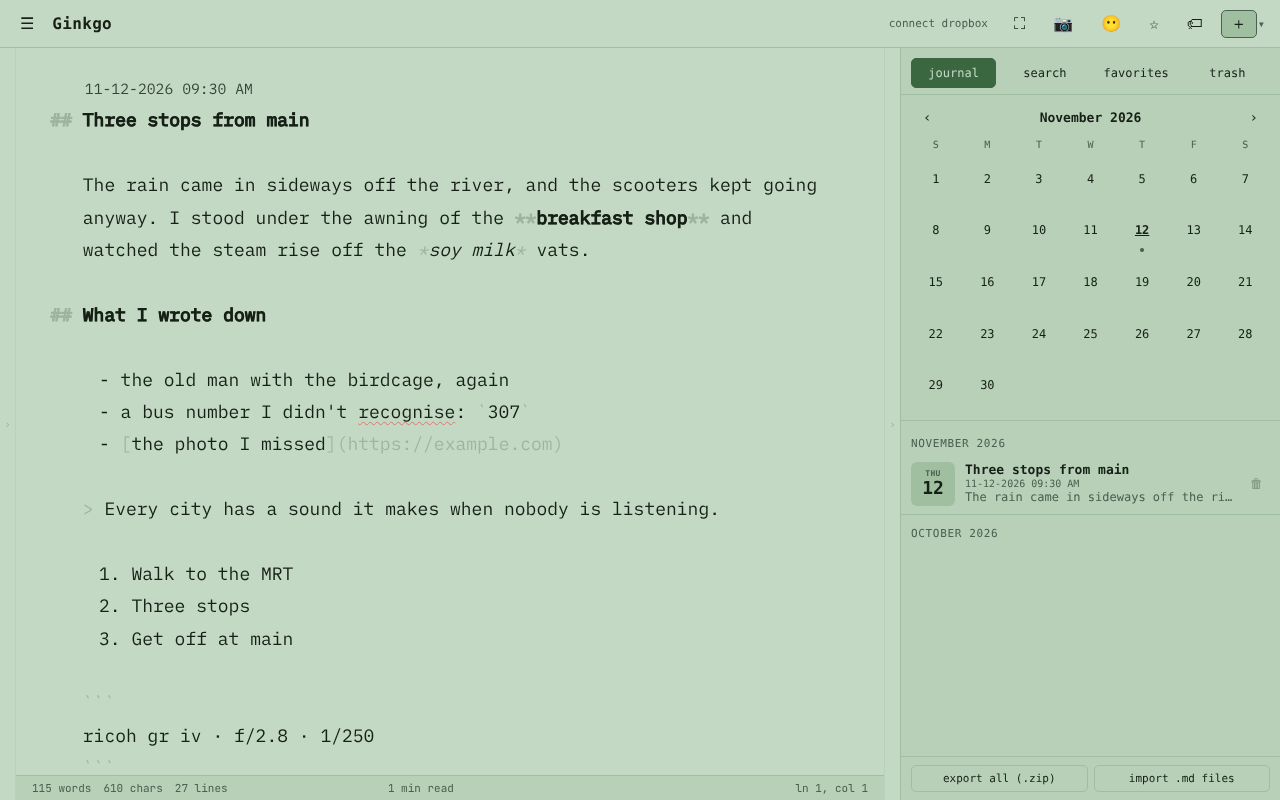 ☰ Ginkgo
connect dropbox
+ ▾
11-12-2026 09:30 AM
## Three stops from main
The rain came in sideways off the river, and the scooters kept going
anyway. I stood under the awning of the **breakfast shop** and
watched the steam rise off the *soy milk* vats.
## What I wrote down
- the old man with the birdcage, again
- a bus number I didn't recognise: `307`
- [the photo I missed](https://example.com)
> Every city has a sound it makes when nobody is listening.
1. Walk to the MRT
2. Three stops
3. Get off at main
```
ricoh gr iv · f/2.8 · 1/250
```
115 words 610 chars 27 lines
1 min read
ln 1, col 1
journal search favorites trash
‹ November 2026 ›
S M T W T F S
1 2 3 4 5 6 7
8 9 10 11 12 13 14
15 16 17 18 19 20 21
22 23 24 25 26 27 28
29 30
NOVEMBER 2026
THU
12
Three stops from main
11-12-2026 09:30 AM
The rain came in sideways off the ri…
OCTOBER 2026
export all (.zip) import .md files